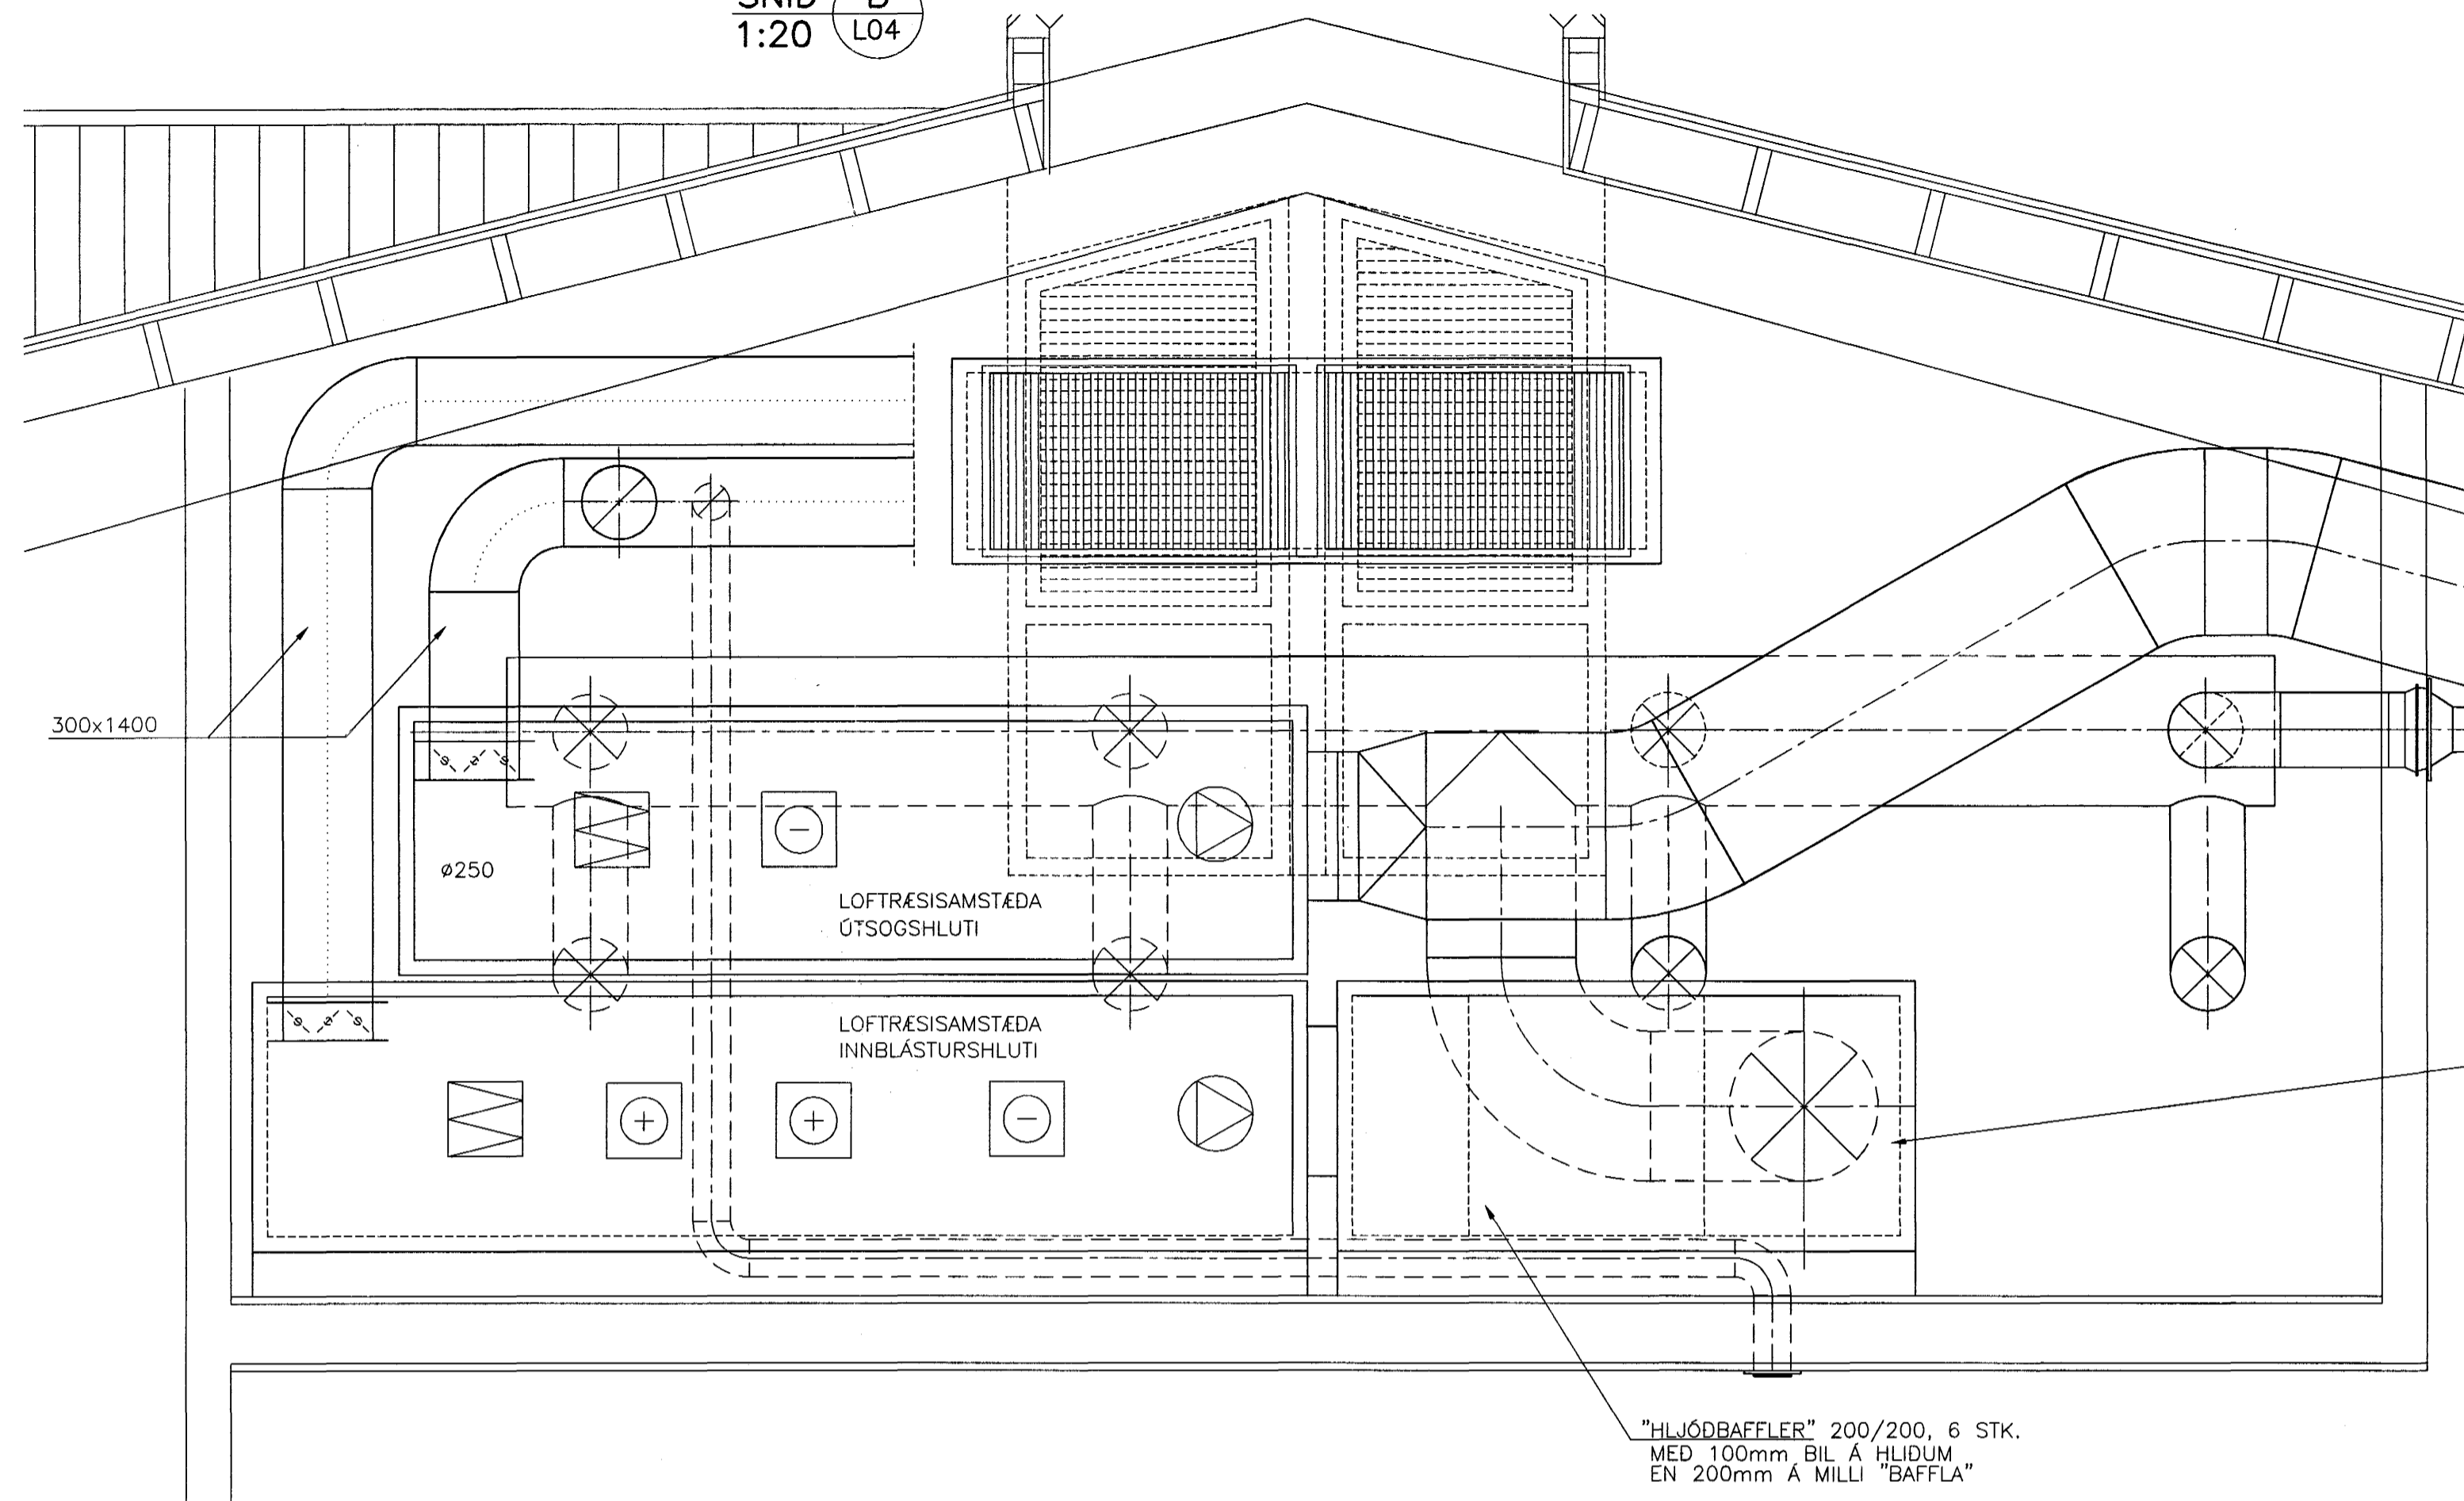 SNIÐ B
1:20 L04
300x1400
ø250
LOFTRÆSISAMSTÆÐA
ÚTSOGSHLUTI
LOFTRÆSISAMSTÆÐA
INNBLÁSTURSHLUTI
"HLJÓÐBAFFLER" 200/200, 6 STK.
MEÐ 100mm BIL Á HLIÐUM
EN 200mm Á MILLI "BAFFLA"